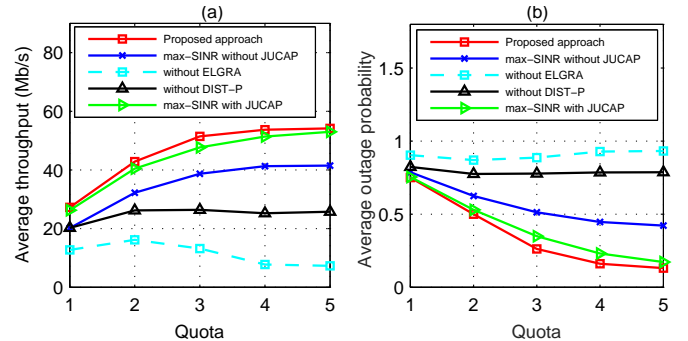 (a)
Average throughput (Mb/s)
90
80
60
40
20
0
Proposed approach
max-SINR without JUCAP
without ELGRA
without DIST-P
max-SINR with JUCAP
1 2 3 4 5
Quota
(b)
Average outage probability
1.5
1
0.5
0
Proposed approach
max-SINR without JUCAP
without ELGRA
without DIST-P
max-SINR with JUCAP
1 2 3 4 5
Quota